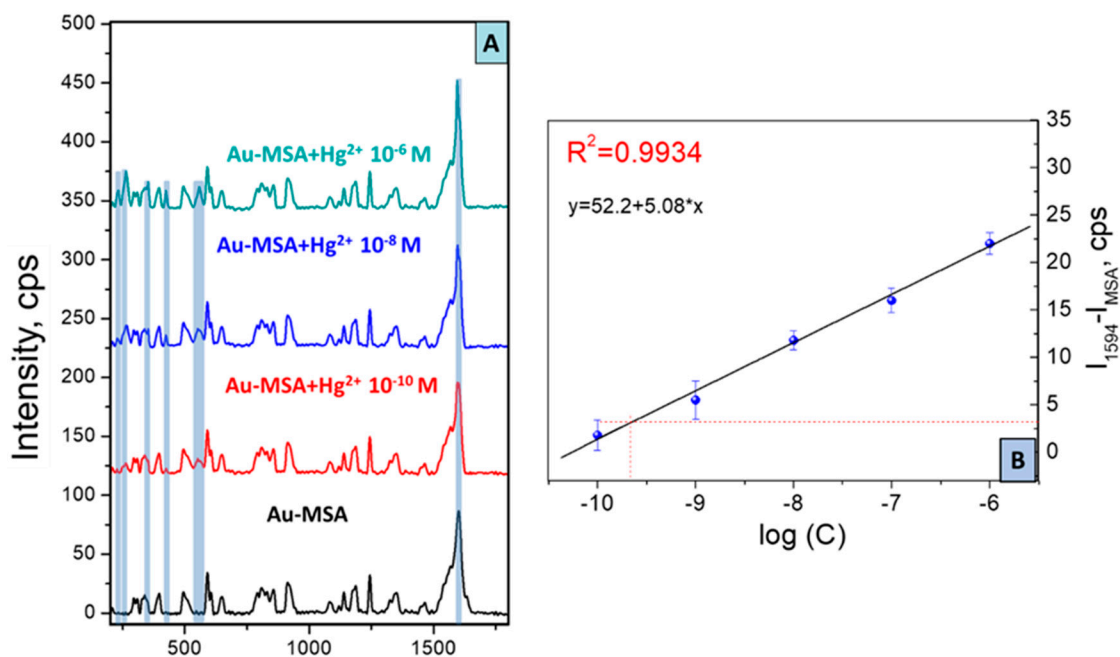 A
Intensity, cps
500
450
400
350
300
250
200
150
100
50
0
Au-MSA+Hg²⁺ 10⁻⁶ M
Au-MSA+Hg²⁺ 10⁻⁸ M
Au-MSA+Hg²⁺ 10⁻¹⁰ M
Au-MSA
500
1000
1500
R²=0.9934
y=52.2+5.08*x
35
30
25
20
15
10
5
0
I₁₅₉₄-I_MSA, cps
B
-10
-9
-8
-7
-6
log (C)